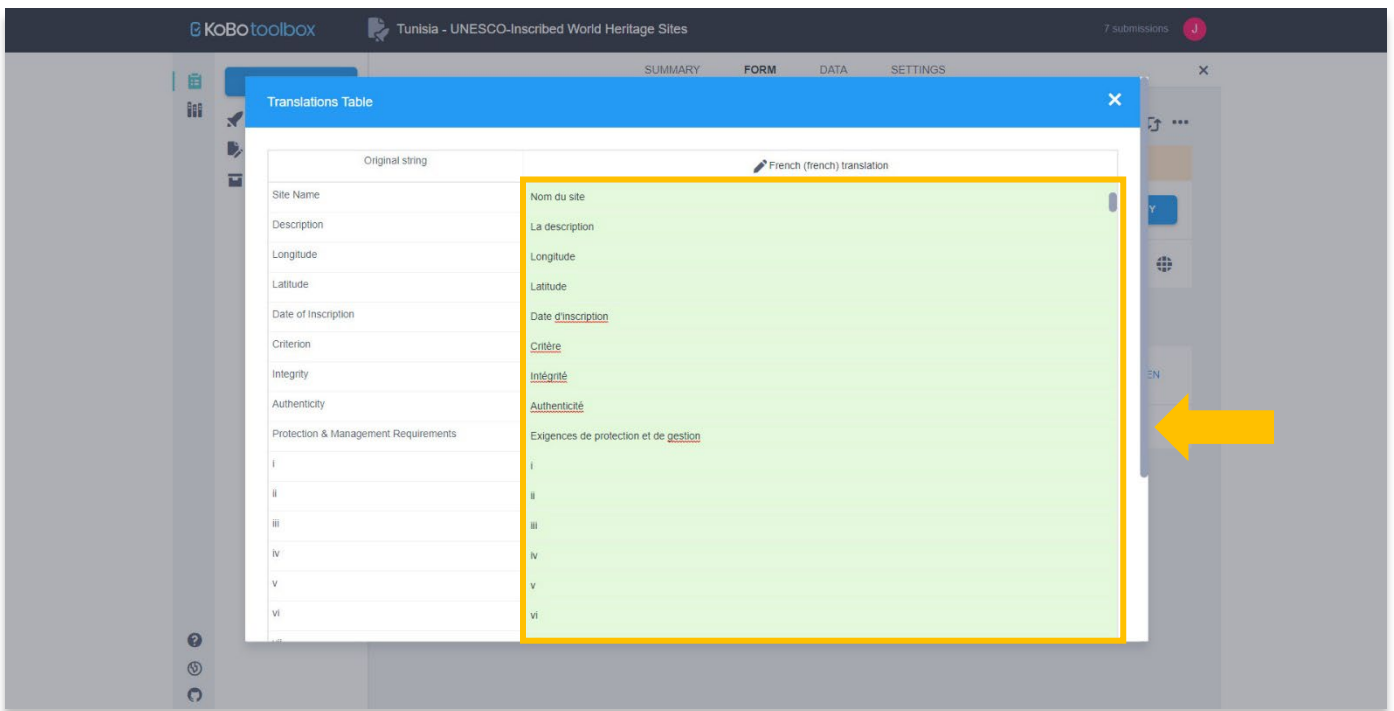 KoBotoolbox
Tunisia - UNESCO-Inscribed World Heritage Sites
7 submissions
J
SUMMARY FORM DATA SETTINGS
Translations Table
Original string French (french) translation
Site Name Nom du site
Description La description
Longitude Longitude
Latitude Latitude
Date of Inscription Date d'inscription
Criterion Critère
Integrity Intégrité
Authenticity Authenticité
Protection & Management Requirements Exigences de protection et de gestion
i i
ii ii
iii iii
iv iv
v v
vi vi
Y
EN